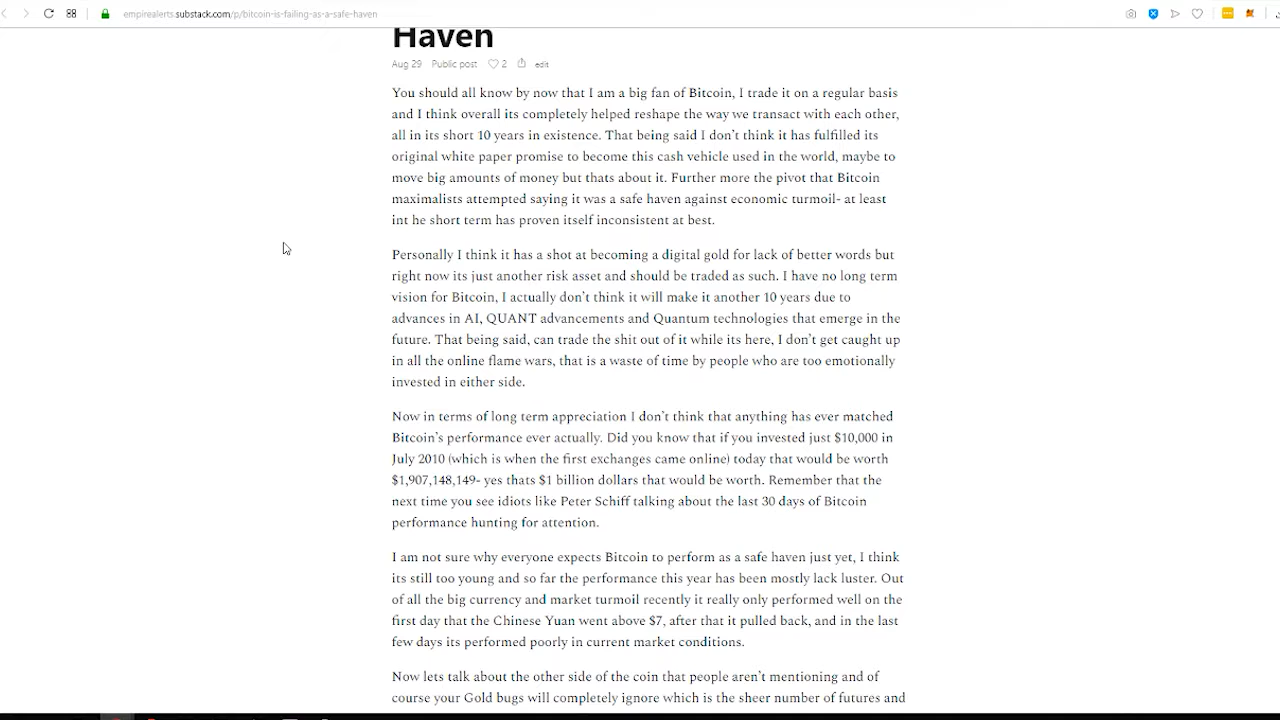 empirealerts.substack.com/p/bitcoin-is-failing-as-a-safe-haven
Haven
Aug 29 Public post 2 edit
You should all know by now that I am a big fan of Bitcoin, I trade it on a regular basis
and I think overall its completely helped reshape the way we transact with each other,
all in its short 10 years in existence. That being said I don't think it has fulfilled its
original white paper promise to become this cash vehicle used in the world, maybe to
move big amounts of money but thats about it. Further more the pivot that Bitcoin
maximalists attempted saying it was a safe haven against economic turmoil- at least
int he short term has proven itself inconsistent at best.
Personally I think it has a shot at becoming a digital gold for lack of better words but
right now its just another risk asset and should be traded as such. I have no long term
vision for Bitcoin, I actually don't think it will make it another 10 years due to
advances in AI, QUANT advancements and Quantum technologies that emerge in the
future. That being said, can trade the shit out of it while its here, I don't get caught up
in all the online flame wars, that is a waste of time by people who are too emotionally
invested in either side.
Now in terms of long term appreciation I don't think that anything has ever matched
Bitcoin's performance ever actually. Did you know that if you invested just $10,000 in
July 2010 (which is when the first exchanges came online) today that would be worth
$1,907,148,149- yes thats $1 billion dollars that would be worth. Remember that the
next time you see idiots like Peter Schiff talking about the last 30 days of Bitcoin
performance hunting for attention.
I am not sure why everyone expects Bitcoin to perform as a safe haven just yet, I think
its still too young and so far the performance this year has been mostly lack luster. Out
of all the big currency and market turmoil recently it really only performed well on the
first day that the Chinese Yuan went above $7, after that it pulled back, and in the last
few days its performed poorly in current market conditions.
Now lets talk about the other side of the coin that people aren't mentioning and of
course your Gold bugs will completely ignore which is the sheer number of futures and